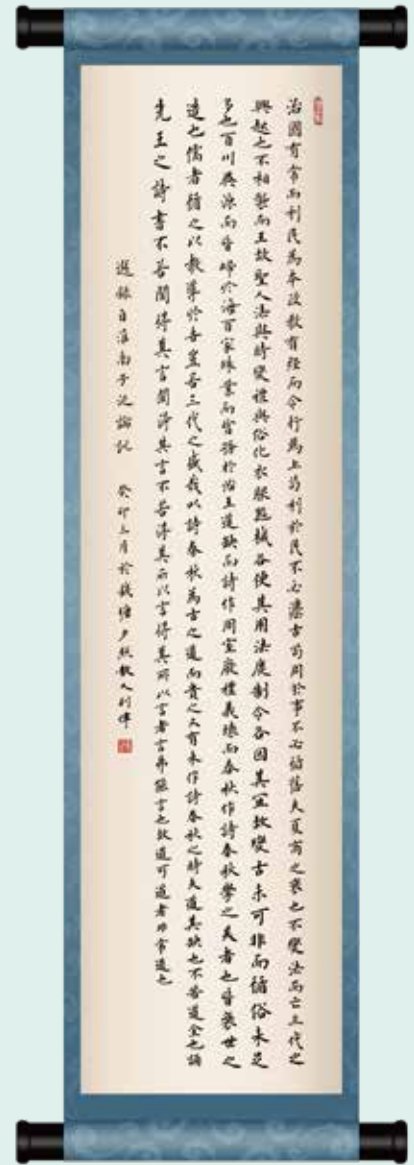 治國有常而利民為本政教有經而令行為上苟利於民不必灋古苟周於事不必循舊夫夏商之衰也不變法而亡三代之
興起也不相襲而王故聖人法與時變禮與俗化衣服器械各便其用法度制令各因其宜故變古未可非而循俗未足
多也百川異源而皆歸於海百家殊業而皆務於治王道缺而詩作周室廢禮義壞而春秋作詩春秋學之美者也皆衰世之
造也儒者循之以教導於世豈若三代之盛哉以詩春秋為古之道而貴之又有未作詩春秋之時夫道其缺也不若道全也誦
先王之詩書不若聞得其言聞得其言不若得其所以言得其所以言者言弗能言也故道可道者非常道也
選錄自淮南子氾論訓 癸卯三月於錢塘夕照散人刘偉